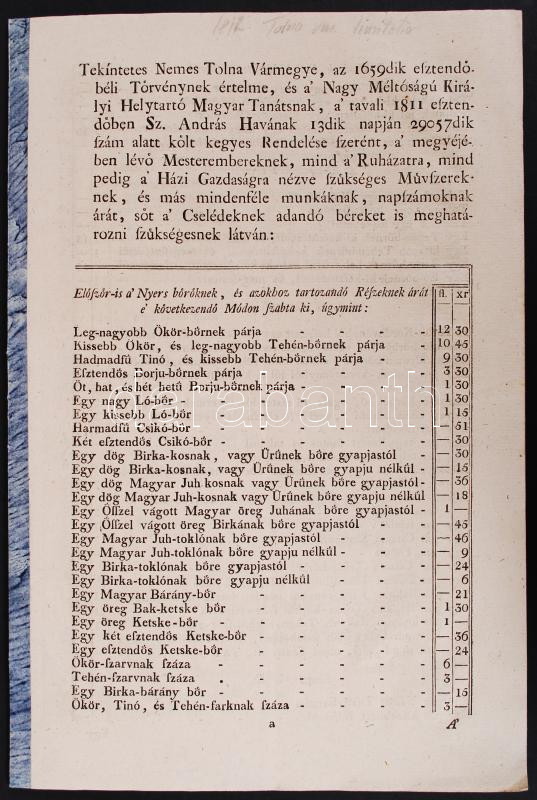 1812 Tolna vm. limitatio
Tekíntetes Nemes Tolna Vármegye, az 1659dik eſztendő-
béli Törvénynek értelme, és a' Nagy Méltóságú Kirá-
lyi Helytartó Magyar Tanátsnak, a' tavali 1811 eſzten-
dőben Sz. András Havának 13dik napján 29057dik
ſzám alatt költ kegyes Rendelése ſzerént, a' megyéjé-
ben lévő Mesterembereknek, mind a' Ruházatra, mind
pedig a' Házi Gazdaságra nézve ſzükséges Művſzerek-
nek, és más mindenféle munkáknak, napſzámoknak
árát, sőt a' Cselédeknek adandó béreket is meghatá-
rozni ſzükségesnek látván:
Előſzör-is a' Nyers bőröknek, és azokhoz tartozandó Réſzeknek árát fl. xr
e' következendő Módon ſzabta ki, úgymint:
Leg-nagyobb Ökör-bőrnek párja - - - - 12 30
Kissebb Ökör, és leg-nagyobb Tehén-bőrnek párja - - 10 45
Hadmadfű Tinó, és kissebb Tehén-bőrnek párja - - 9 30
Eſztendős Borju-bőrnek párja - - - - 3 30
Öt, hat, és hét hetű Borju-bőrnek párja - - - - 1 30
Egy nagy Ló-bőr - - - - - 1 30
Egy kissebb Ló-bőr - - - - - 1 15
Harmadfű Csikó-bőr - - - - - — 51
Két eſztendős Csikó-bőr - - - - - — 30
Egy dög Birka-kosnak, vagy Ürünek bőre gyapjastól - — 30
Egy dög Birka-kosnak, vagy Ürünek bőre gyapju nélkül - — 15
Egy dög Magyar Juh kosnak vagy Ürünek bőre gyapjastól - — 36
Egy dög Magyar Juh-kosnak vagy Ürünek bőre gyapju nélkül — 18
Egy Öſſzel vágott Magyar öreg Juhának bőre gyapjastól - 1 —
Egy Öſſzel vágott öreg Birkának bőre gyapjastól - - — 45
Egy Magyar Juh-toklónak bőre gyapjastól - - - — 46
Egy Magyar Juh-toklónak bőre gyapju nélkül - - - — 9
Egy Birka-toklónak bőre gyapjastól - - - - — 24
Egy Birka-toklónak bőre gyapju nélkül - - - — 6
Egy Magyar Bárány-bőr - - - - — 21
Egy öreg Bak-ketske bőr - - - - 1 30
Egy öreg Ketske-bőr - - - - - 1 —
Egy két eſztendős Ketske-bőr - - - - — 36
Egy eſztendős Ketske-bőr - - - - — 24
Ökör-szarvnak ſzáza - - - - - 6 —
Tehén-szarvnak ſzáza - - - - 3 —
Egy Birka-bárány bőr - - - - - — 15
Ökör, Tinó, és Tehén-farknak ſzáza - - - - 3 —
a A'
darabanth